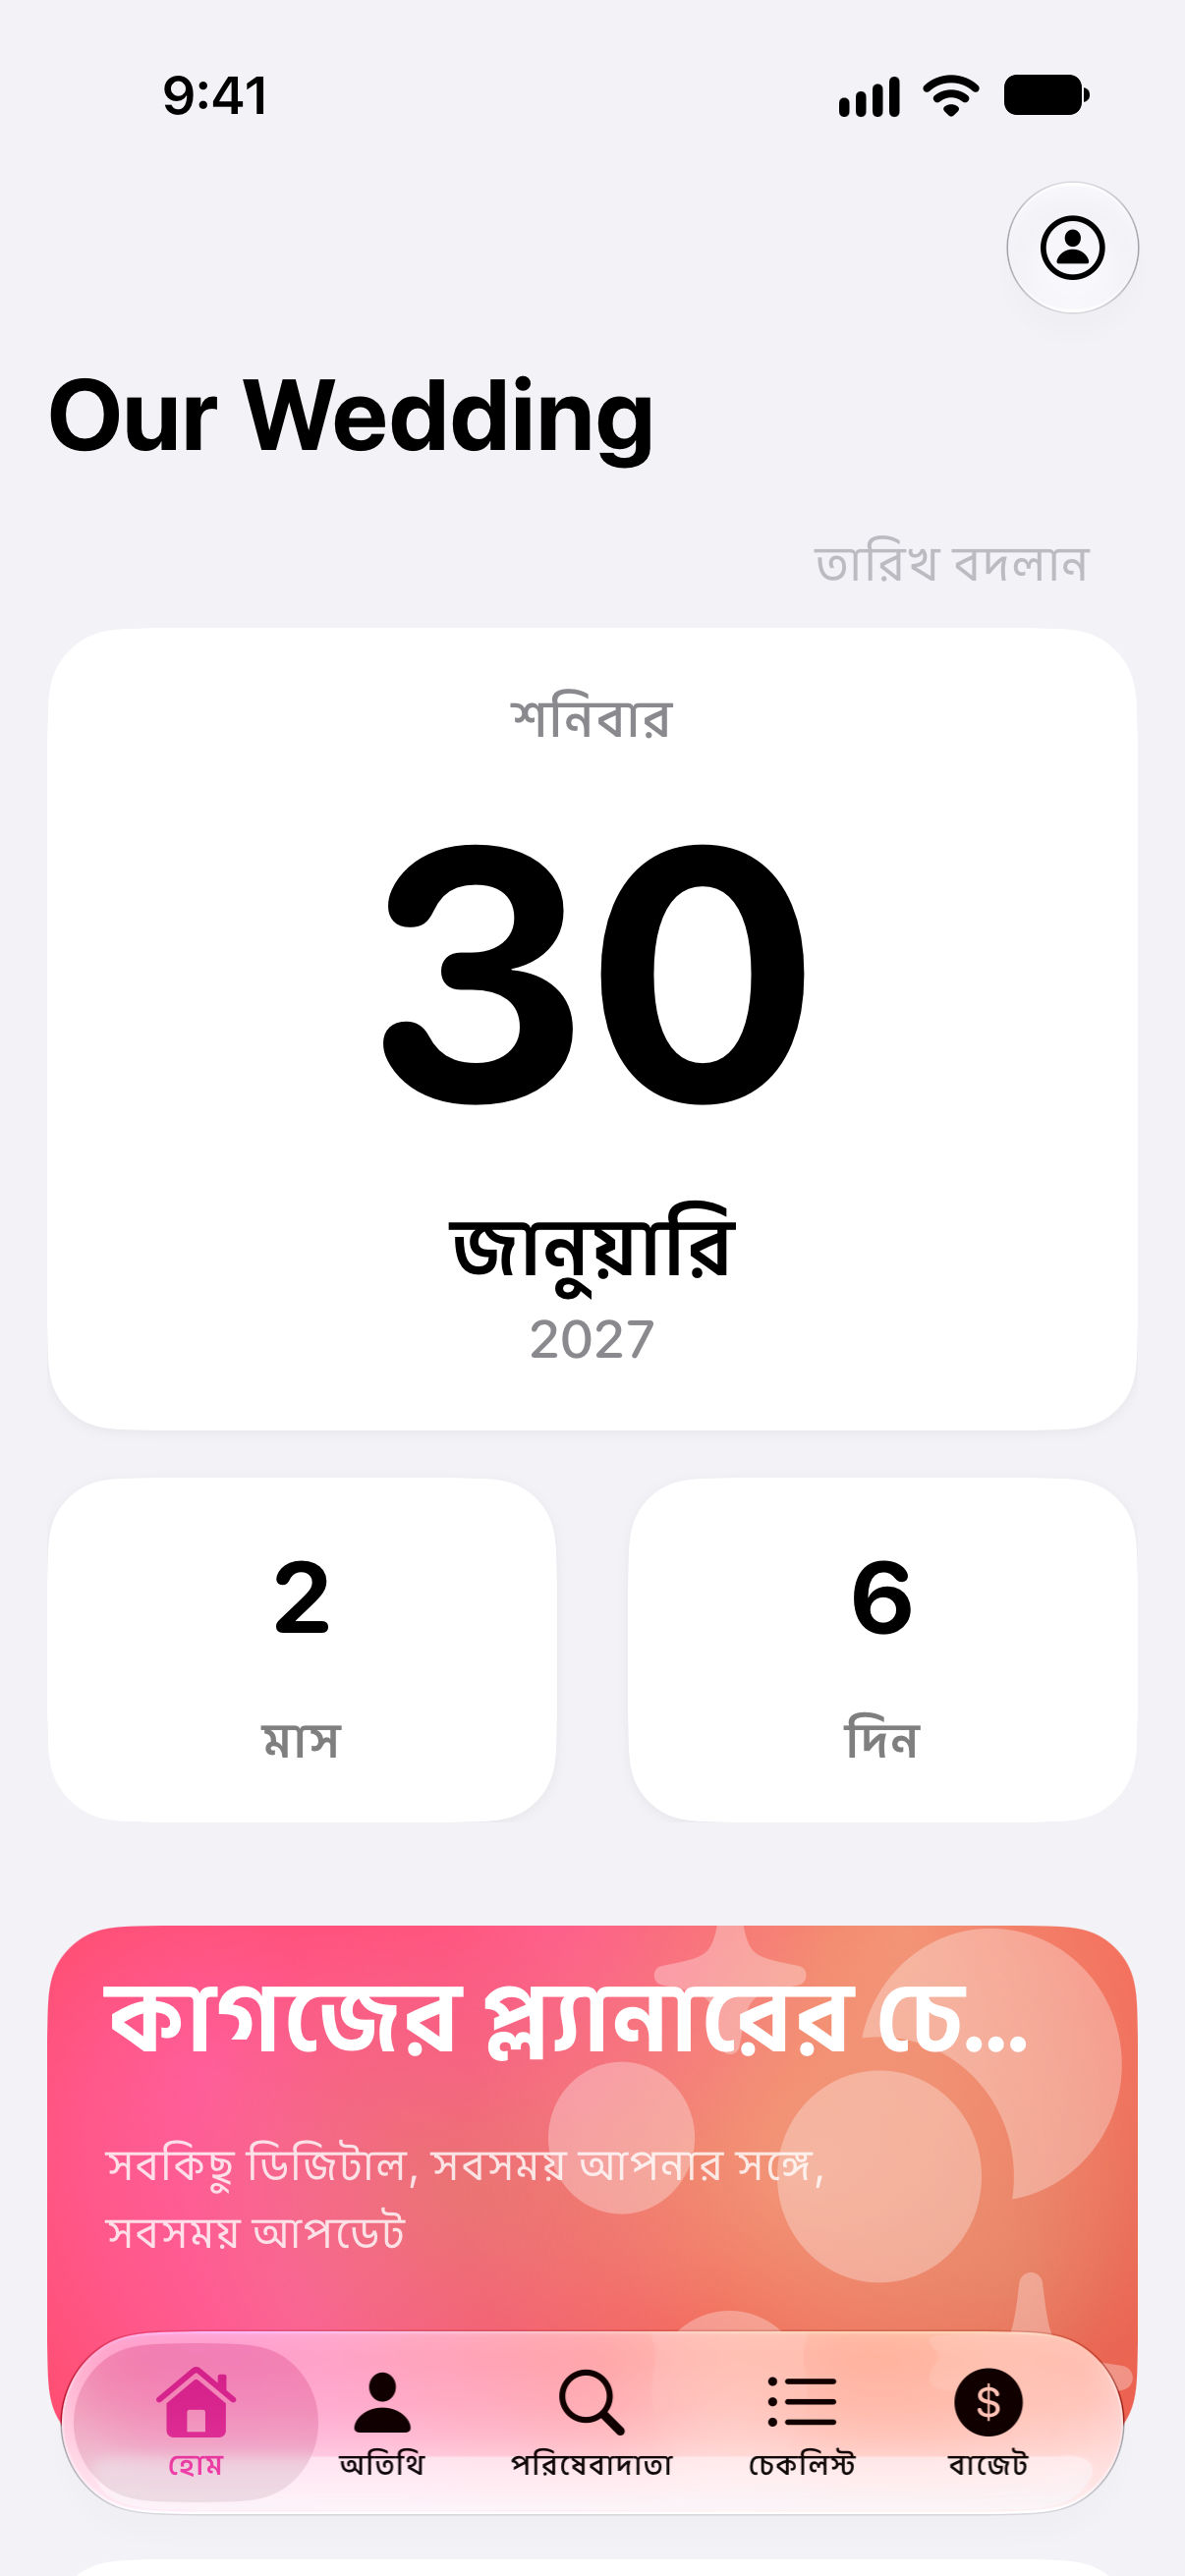 9:41
Our Wedding
তারিখ বদলান
শনিবার
30
জানুয়ারি
2027
2
মাস
6
দিন
কাগজের প্ল্যানারের চে...
সবকিছু ডিজিটাল, সবসময় আপনার সঙ্গে,
সবসময় আপডেট
হোম
অতিথি
পরিষেবাদাতা
চেকলিস্ট
বাজেট